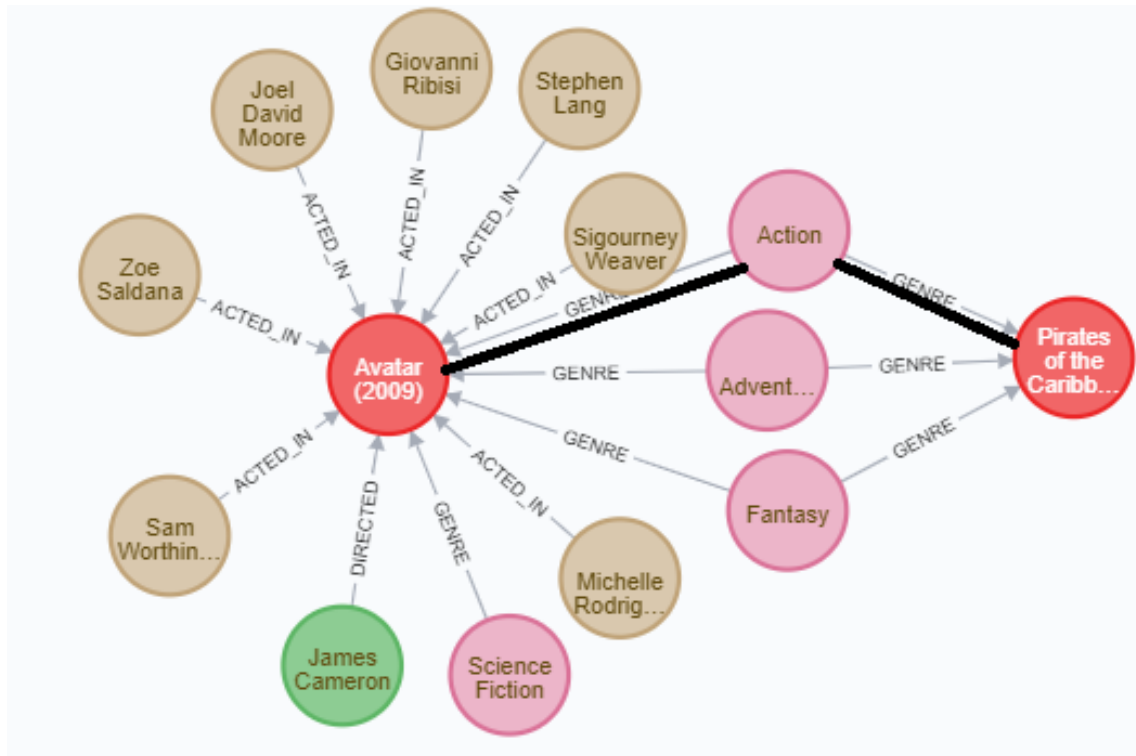 Giovanni
Ribisi
Stephen
Lang
Joel
David
Moore
ACTED_IN
ACTED_IN
ACTED_IN
Sigourney
Weaver
Action
Zoe
Saldana
ACTED_IN
ACTED_IN
GENRE
Avatar
(2009)
GENRE
Advent...
GENRE
Pirates
of the
Caribb...
GENRE
GENRE
GENRE
Fantasy
ACTED_IN
Sam
Worthin...
DIRECTED
GENRE
ACTED_IN
Michelle
Rodrig...
James
Cameron
Science
Fiction